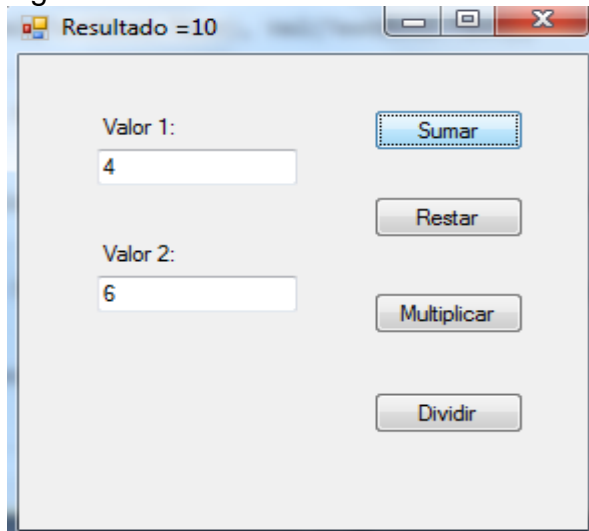 Resultado =10
Valor 1:
4
Valor 2:
6
Sumar
Restar
Multiplicar
Dividir